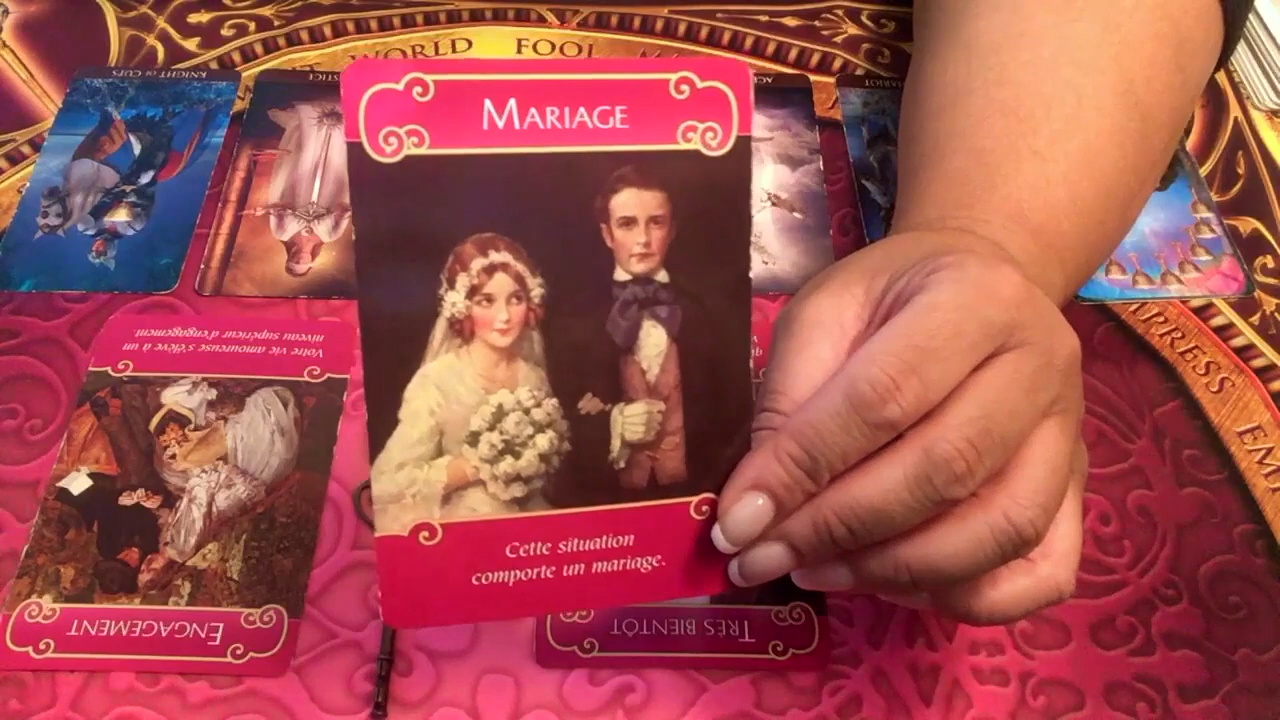 WORLD FOOL
KNIGHT OF CUPS
MARIAGE
Votre vie amoureuse s'élève à un
niveau supérieur d'engagement.
Cette situation
comporte un mariage.
ENGAGEMENT
TRÈS BIENTÔT